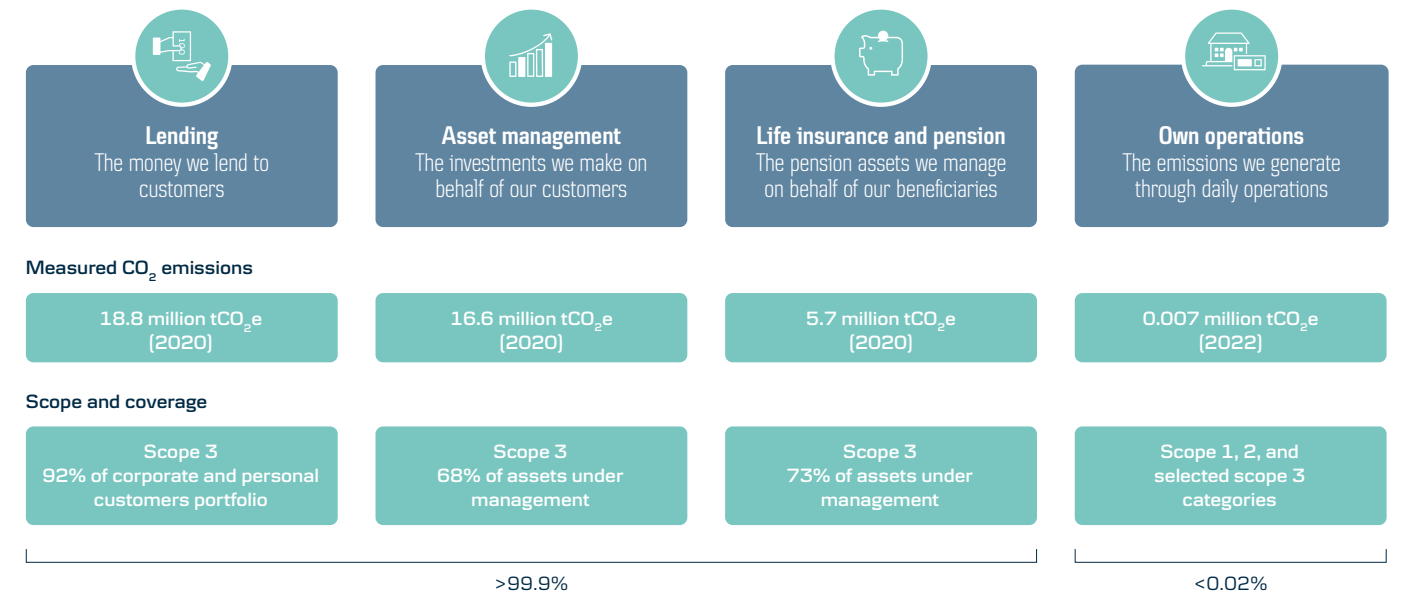 Lending
The money we lend to
customers
Asset management
The investments we make on
behalf of our customers
Life insurance and pension
The pension assets we manage
on behalf of our beneficiaries
Own operations
The emissions we generate
through daily operations
Measured CO₂ emissions
18.8 million tCO₂e
(2020)
16.6 million tCO₂e
(2020)
5.7 million tCO₂e
(2020)
0.007 million tCO₂e
(2022)
Scope and coverage
Scope 3
92% of corporate and personal
customers portfolio
Scope 3
68% of assets under
management
Scope 3
73% of assets under
management
Scope 1, 2, and
selected scope 3
categories
>99.9%
<0.02%